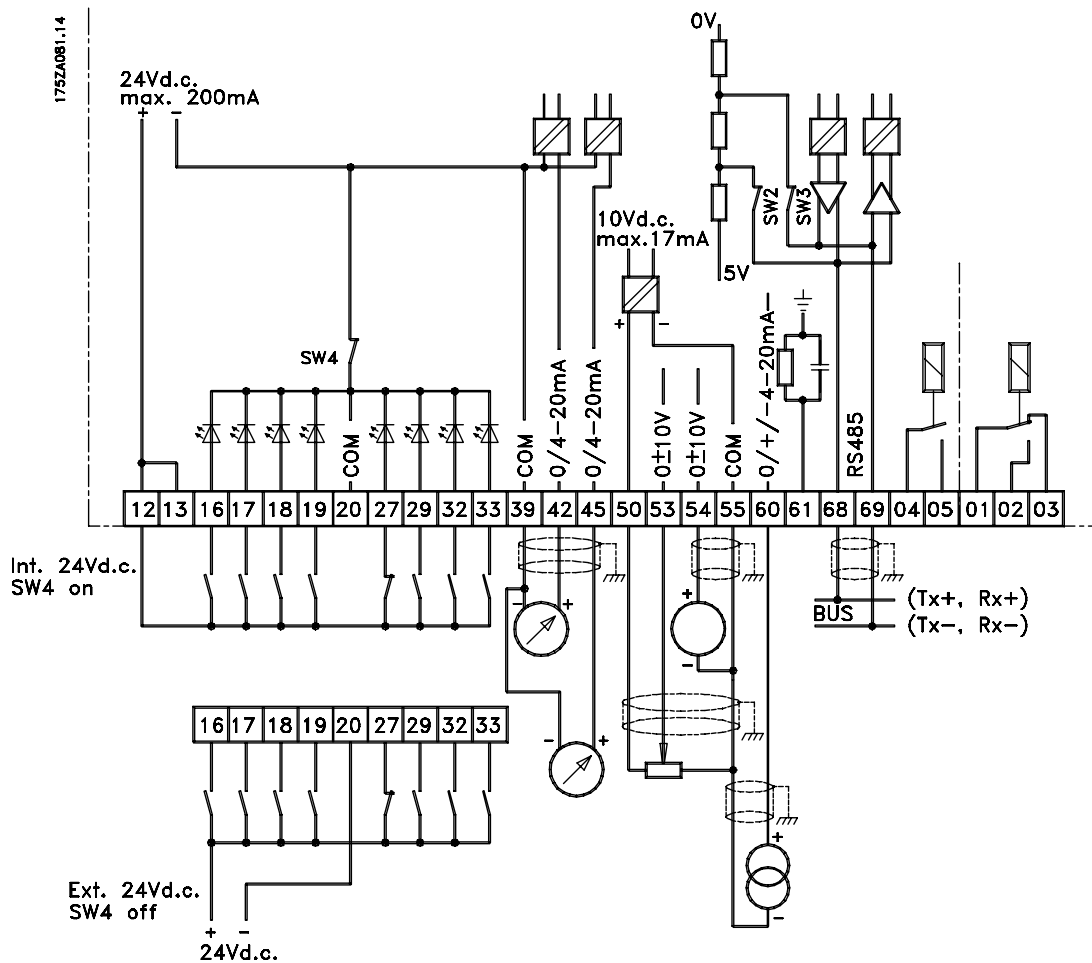 175ZA081.14
24Vd.c.
max. 200mA
+ −
0V
SW2
SW3
5V
10Vd.c.
max.17mA
+ −
SW4
COM
COM
0/4−20mA
0/4−20mA
0±10V
0±10V
COM
0/+/−4−20mA
RS485
12 13 16 17 18 19 20 27 29 32 33 39 42 45 50 53 54 55 60 61 68 69 04 05 01 02 03
Int. 24Vd.c.
SW4 on
− +
+
−
BUS
(Tx+, Rx+)
(Tx−, Rx−)
16 17 18 19 20 27 29 32 33
− +
+
−
Ext. 24Vd.c.
SW4 off
+ −
24Vd.c.